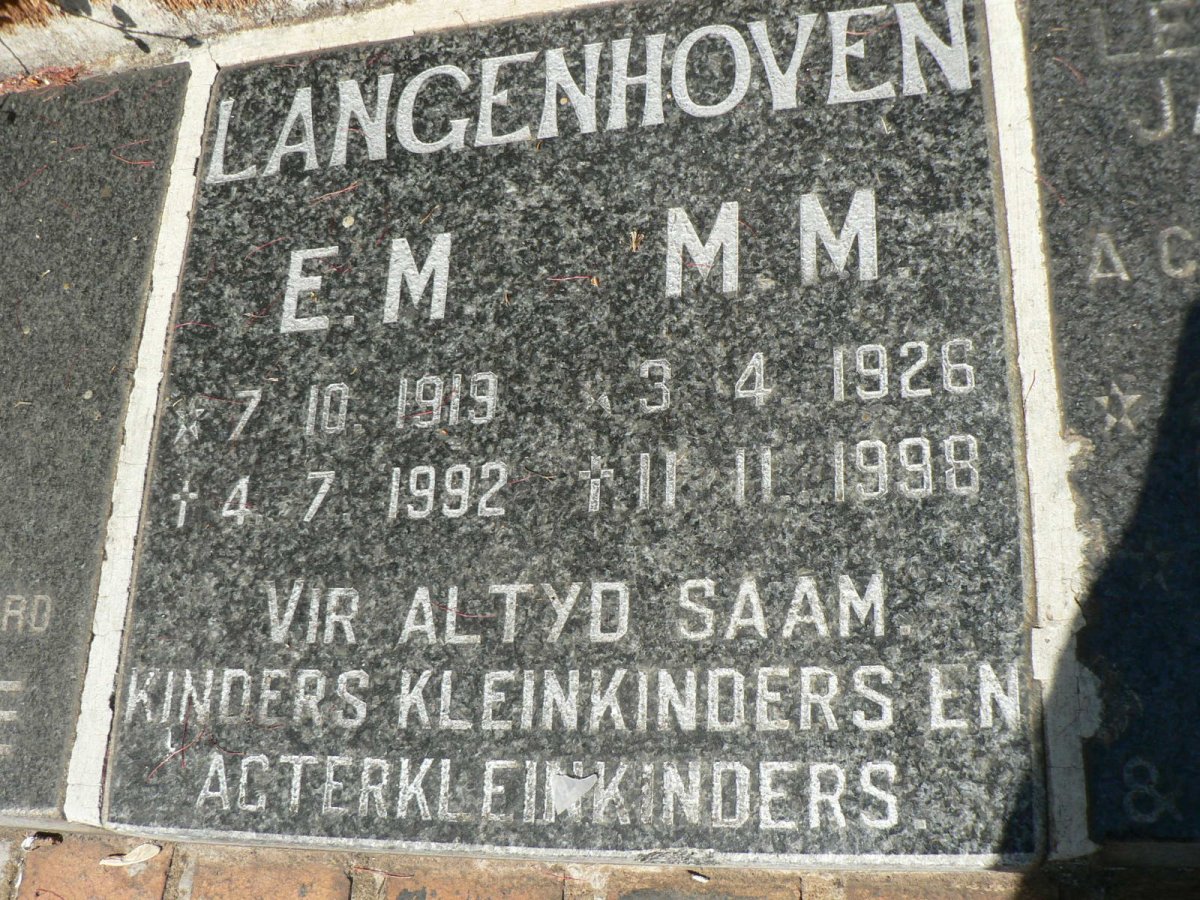 LANGENHOVEN
E. M. M M.
* 7. 10. 1919 * 3 4 1926
† 4. 7. 1992 † 11 11 1998
VIR ALTYD SAAM.
KINDERS KLEINKINDERS EN
AGTERKLEINKINDERS.
RD
A C
&